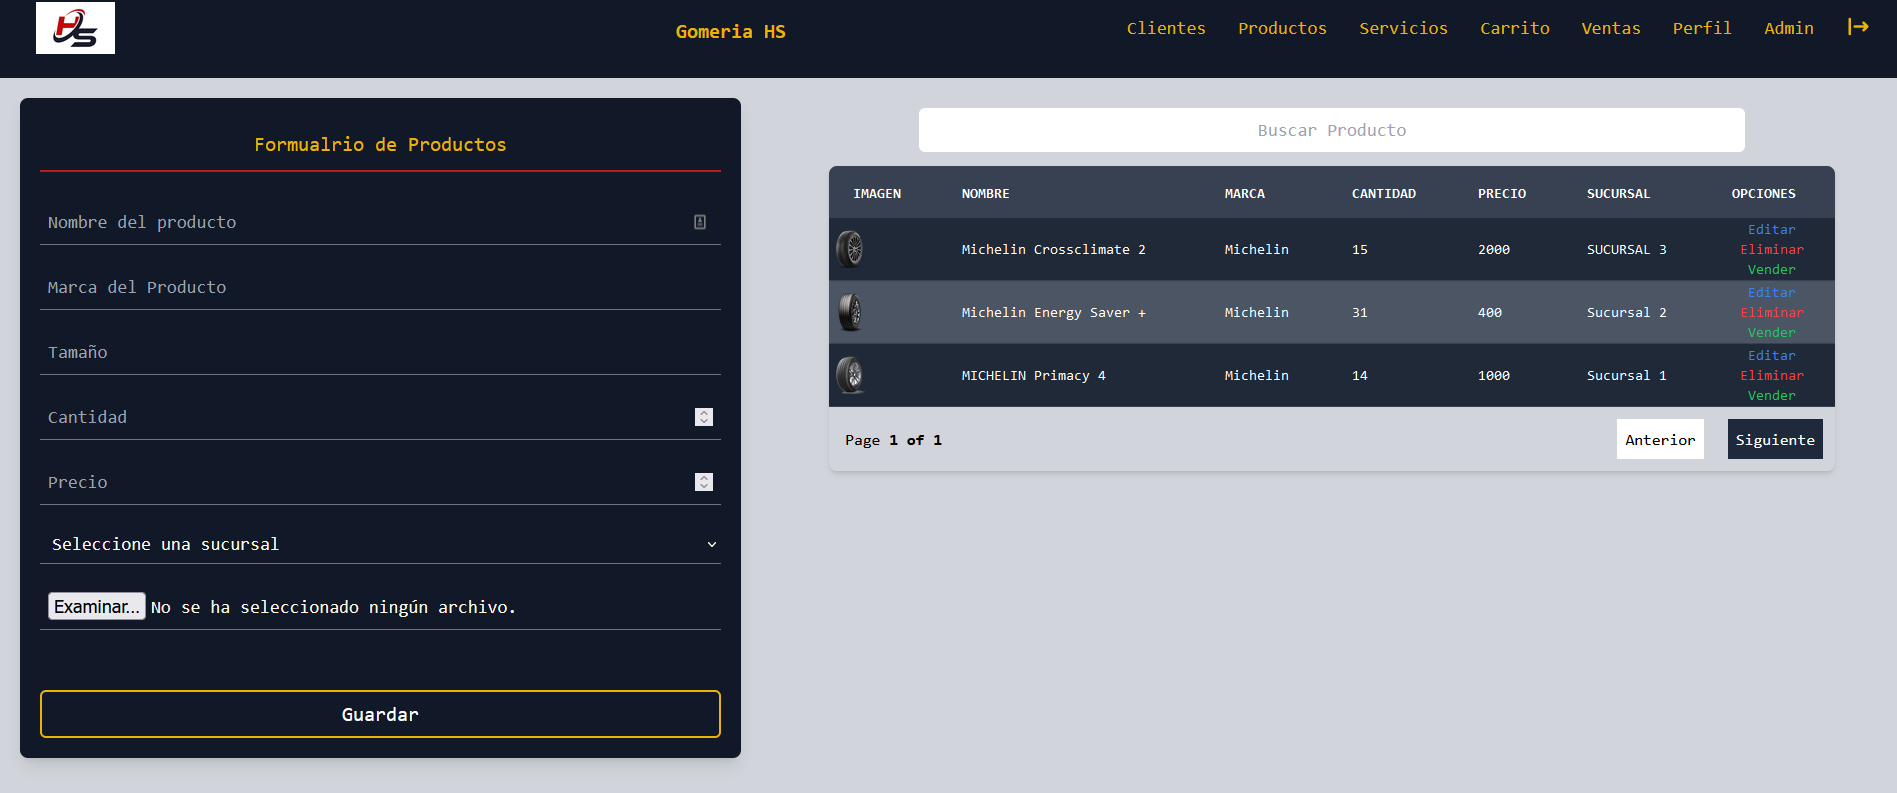 HS
Gomeria HS
Clientes Productos Servicios Carrito Ventas Perfil Admin
Formualrio de Productos
Nombre del producto
Marca del Producto
Tamaño
Cantidad
Precio
Seleccione una sucursal
Examinar... No se ha seleccionado ningún archivo.
Guardar
Buscar Producto
IMAGEN NOMBRE MARCA CANTIDAD PRECIO SUCURSAL OPCIONES
Michelin Crossclimate 2 Michelin 15 2000 SUCURSAL 3 Editar
Eliminar
Vender
Michelin Energy Saver + Michelin 31 400 Sucursal 2 Editar
Eliminar
Vender
MICHELIN Primacy 4 Michelin 14 1000 Sucursal 1 Editar
Eliminar
Vender
Page 1 of 1 Anterior Siguiente